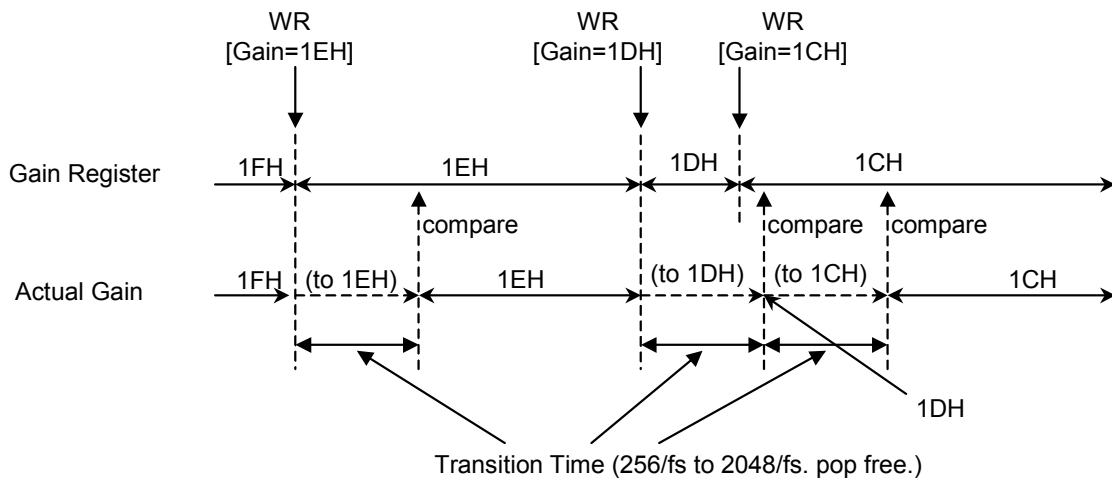 WR
[Gain=1EH]
WR
[Gain=1DH]
WR
[Gain=1CH]
Gain Register
1FH
1EH
1DH
1CH
compare
compare
compare
Actual Gain
1FH
(to 1EH)
1EH
(to 1DH)
(to 1CH)
1CH
1DH
Transition Time (256/fs to 2048/fs. pop free.)